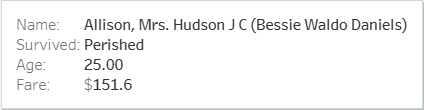 Name: Allison, Mrs. Hudson J C (Bessie Waldo Daniels)
Survived: Perished
Age: 25.00
Fare: $151.6